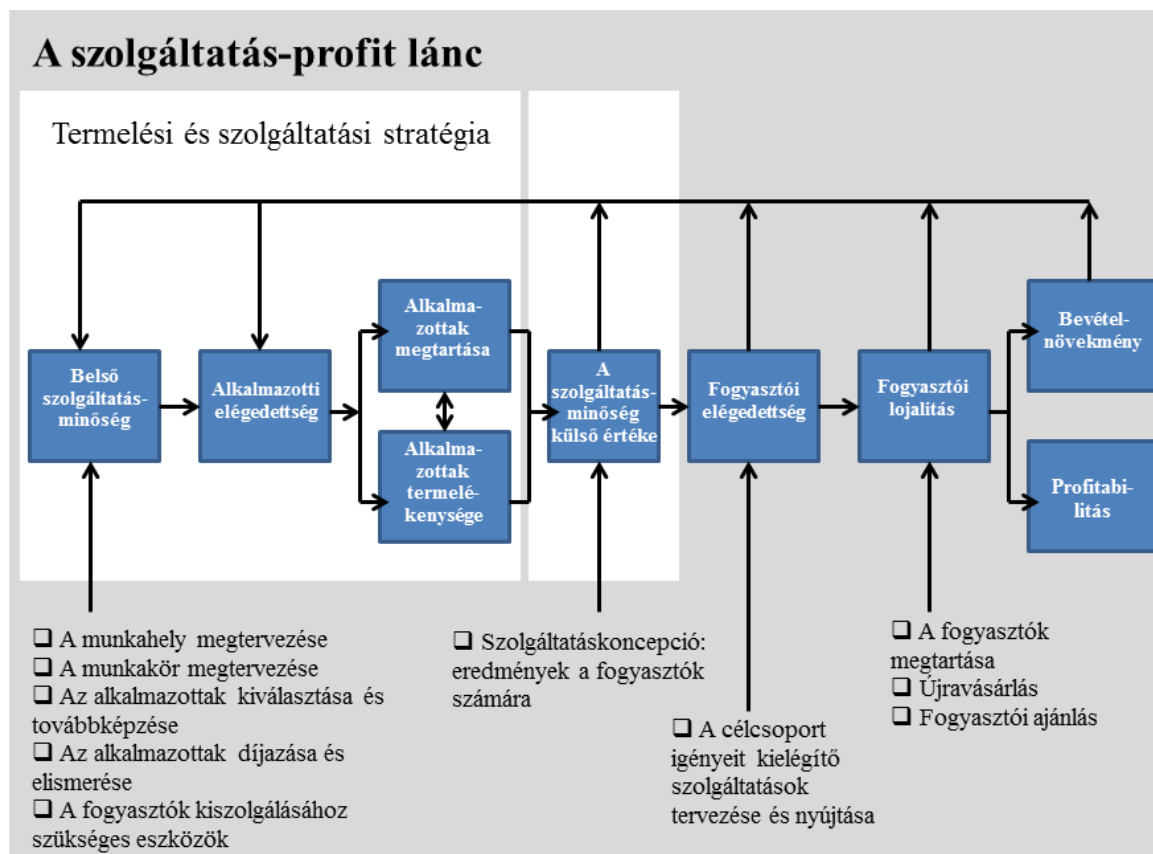 A szolgáltatás-profit lánc
Termelési és szolgáltatási stratégia
Belső
szolgáltatás-
minőség
Alkalmazotti
elégedettség
Alkalma-
zottak
megtartása
Alkalma-
zottak
termelé-
kenysége
A
szolgáltatás-
minőség
külső értéke
Fogyasztói
elégedettség
Fogyasztói
lojalitás
Bevétel-
növekmény
Profitabi-
litás
❑ A munkahely megtervezése
❑ A munkakör megtervezése
❑ Az alkalmazottak kiválasztása és
továbbképzése
❑ Az alkalmazottak díjazása és
elismerése
❑ A fogyasztók kiszolgálásához
szükséges eszközök
❑ Szolgáltatáskoncepció:
eredmények a fogyasztók
számára
❑ A célcsoport
igényeit kielégítő
szolgáltatások
tervezése és nyújtása
❑ A fogyasztók
megtartása
❑ Újravásárlás
❑ Fogyasztói ajánlás